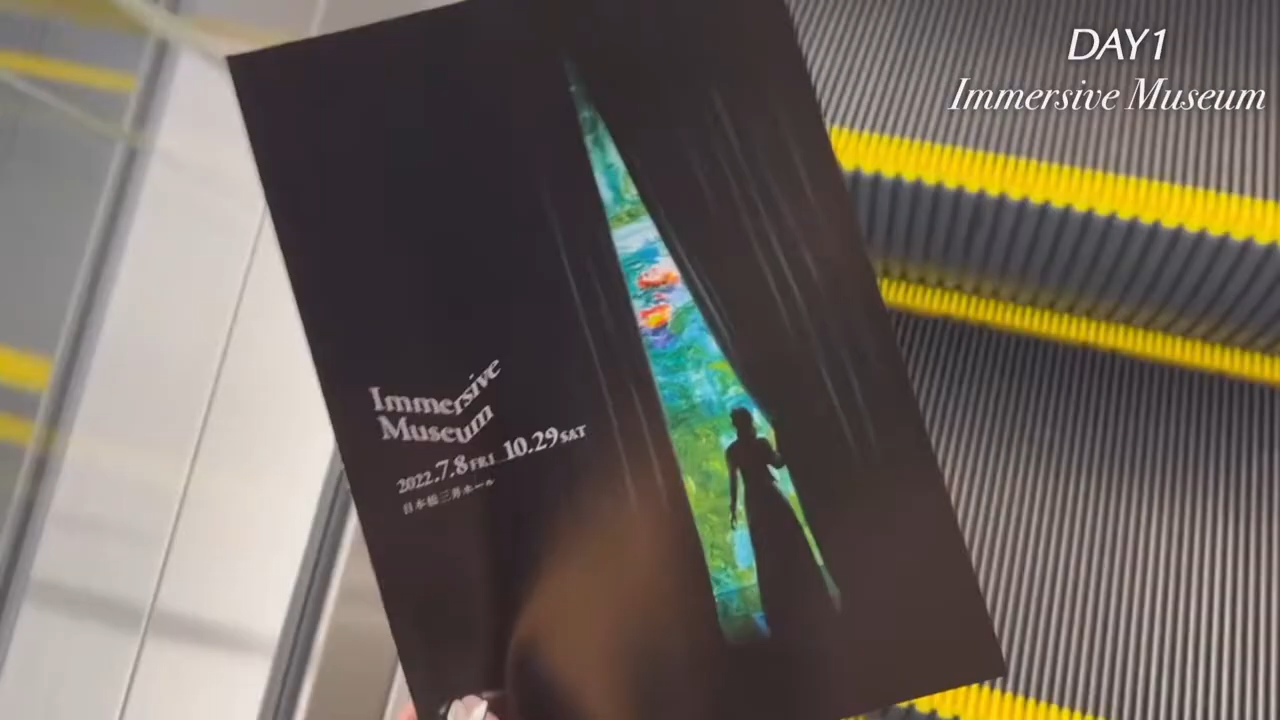 DAY1
Immersive Museum
Immersive
Museum
2022.7.8 FRI 10.29 SAT
日本橋三井ホール